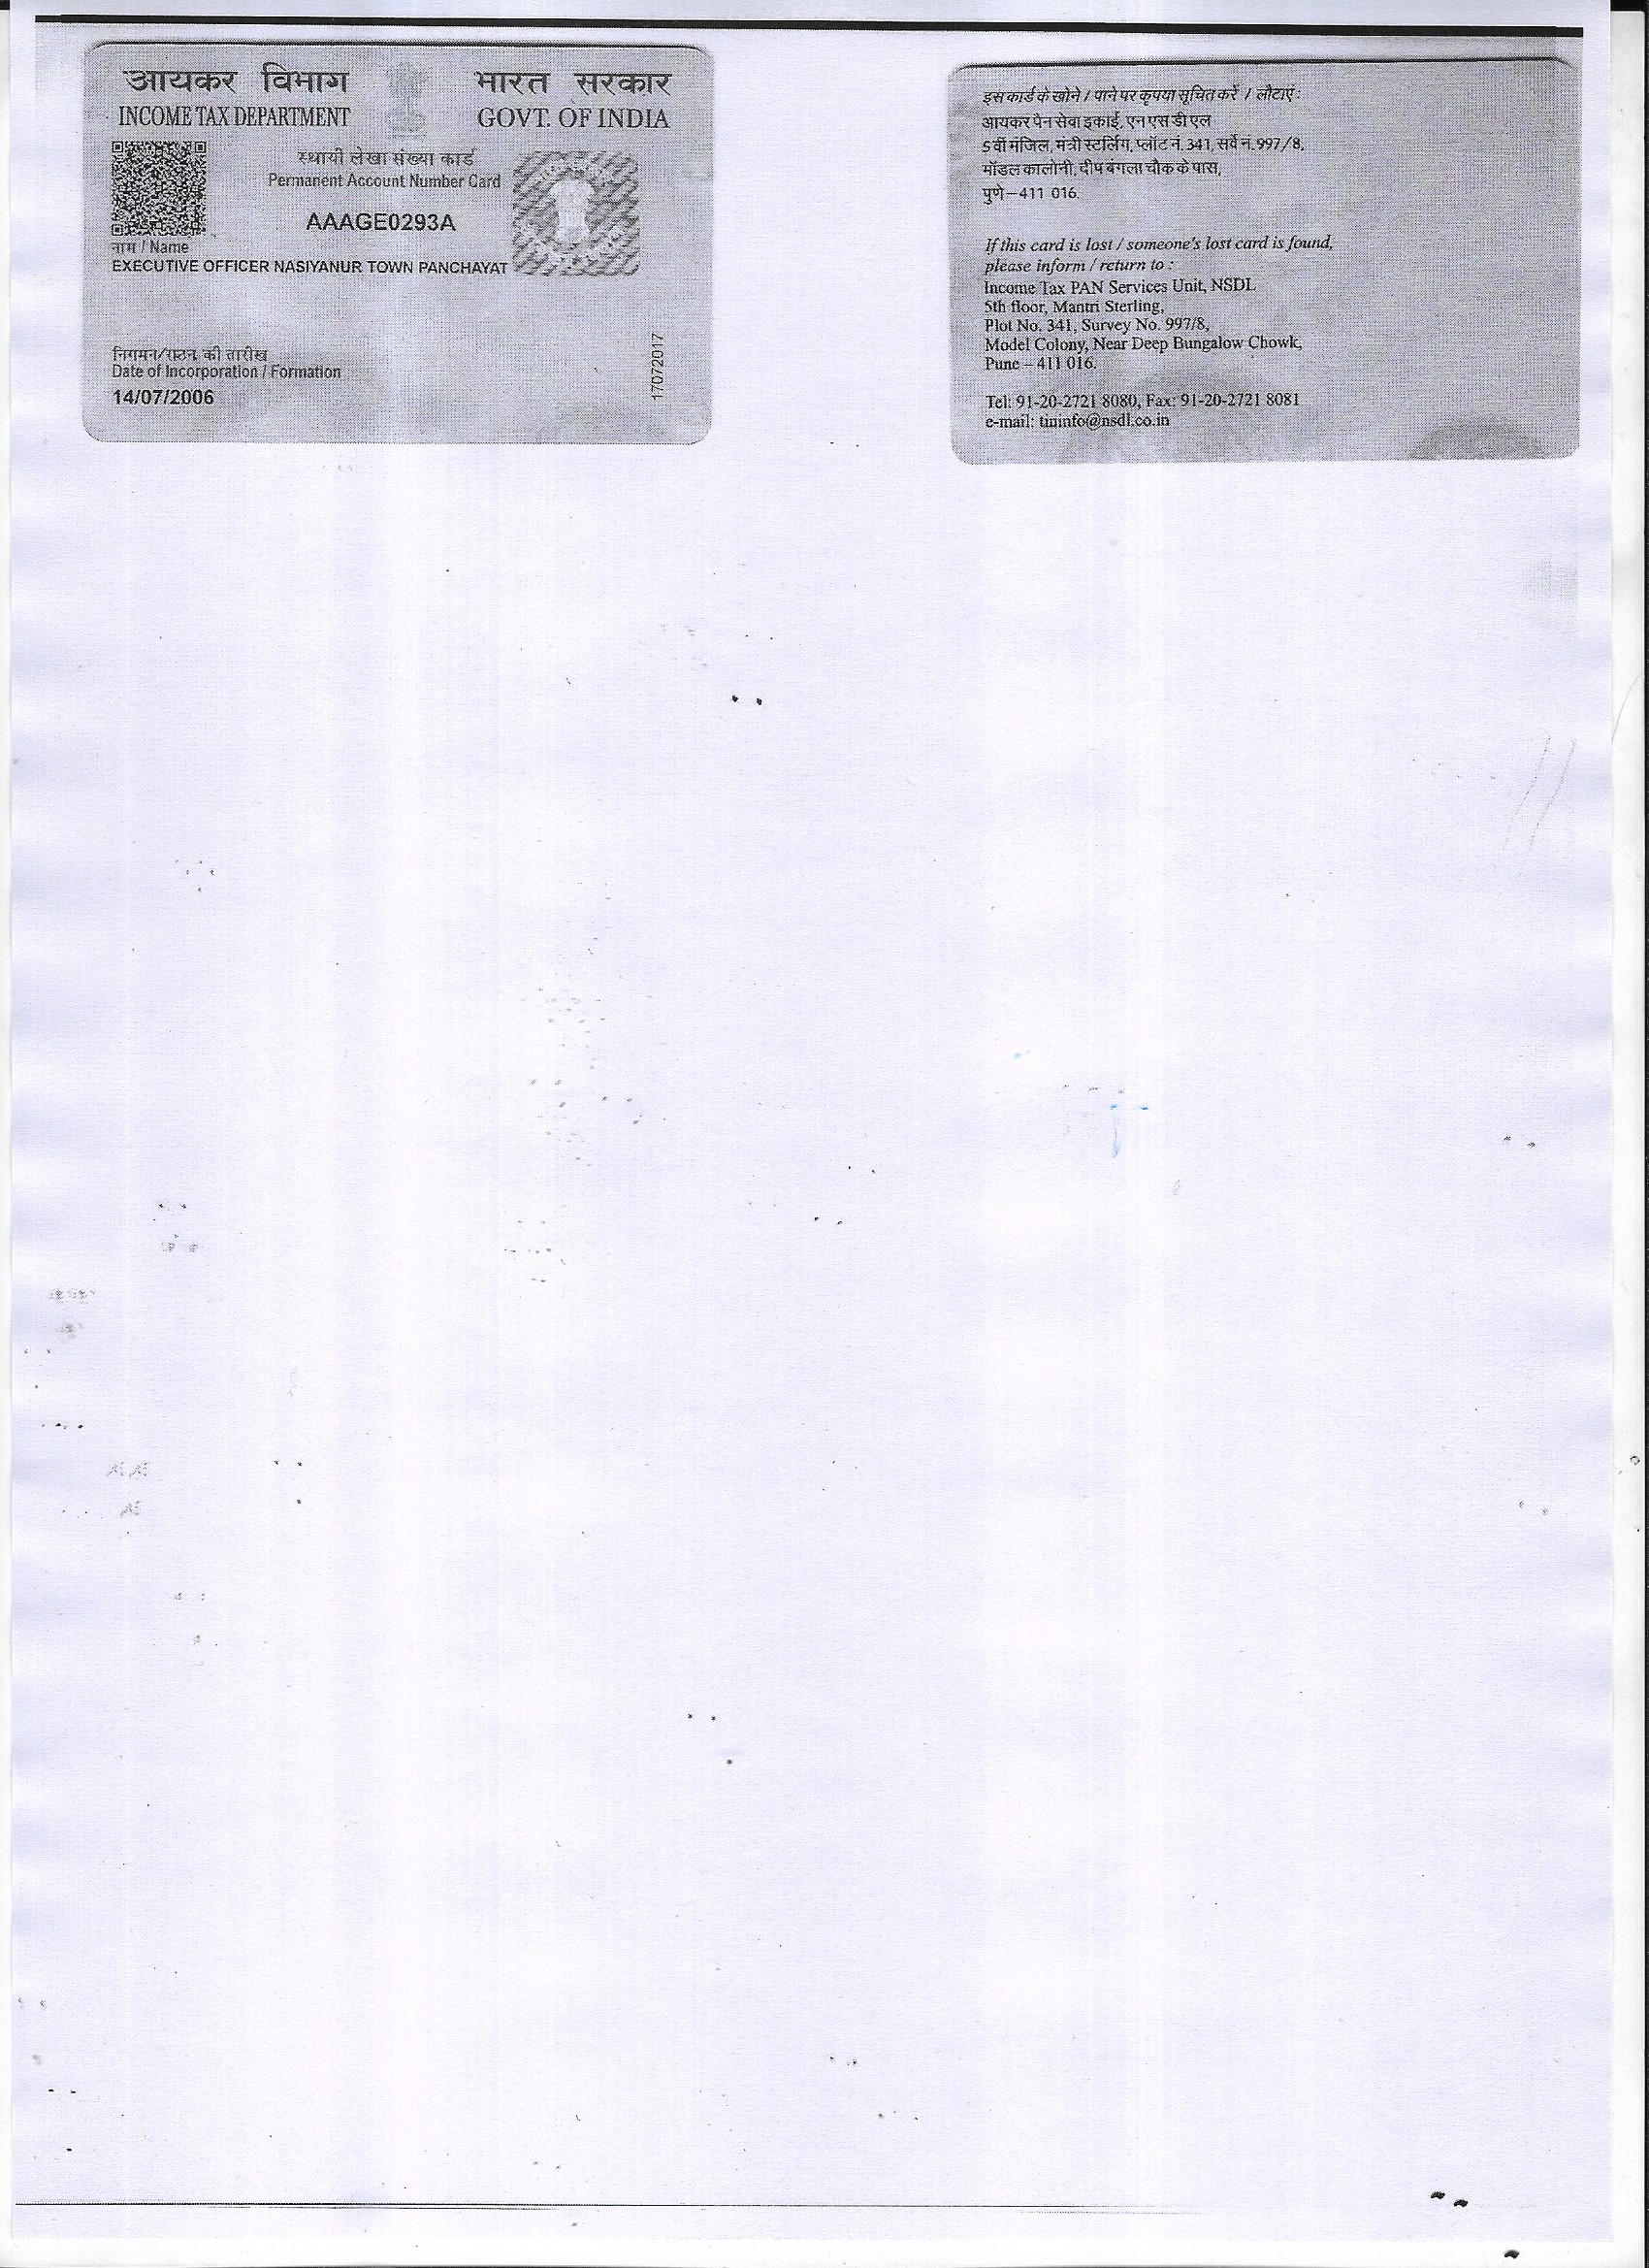 आयकर विभाग
INCOME TAX DEPARTMENT
भारत सरकार
GOVT. OF INDIA
स्थायी लेखा संख्या कार्ड
Permanent Account Number Card
AAAGE0293A
नाम / Name
EXECUTIVE OFFICER NASIYANUR TOWN PANCHAYAT
निगमन/गठन की तारीख
Date of Incorporation / Formation
14/07/2006
17072017
इस कार्ड के खोने / पाने पर कृपया सूचित करें / लौटाएं :
आयकर पैन सेवा इकाई, एन एस डी एल
5 वीं मंजिल, मंत्री स्टर्लिंग, प्लॉट नं. 341, सर्वे नं. 997/8,
मॉडल कालोनी, दीप बंगला चौक के पास,
पुणे – 411 016.
If this card is lost / someone's lost card is found,
please inform / return to :
Income Tax PAN Services Unit, NSDL
5th floor, Mantri Sterling,
Plot No. 341, Survey No. 997/8,
Model Colony, Near Deep Bungalow Chowk,
Pune – 411 016.
Tel: 91-20-2721 8080, Fax: 91-20-2721 8081
e-mail: tininfo@nsdl.co.in